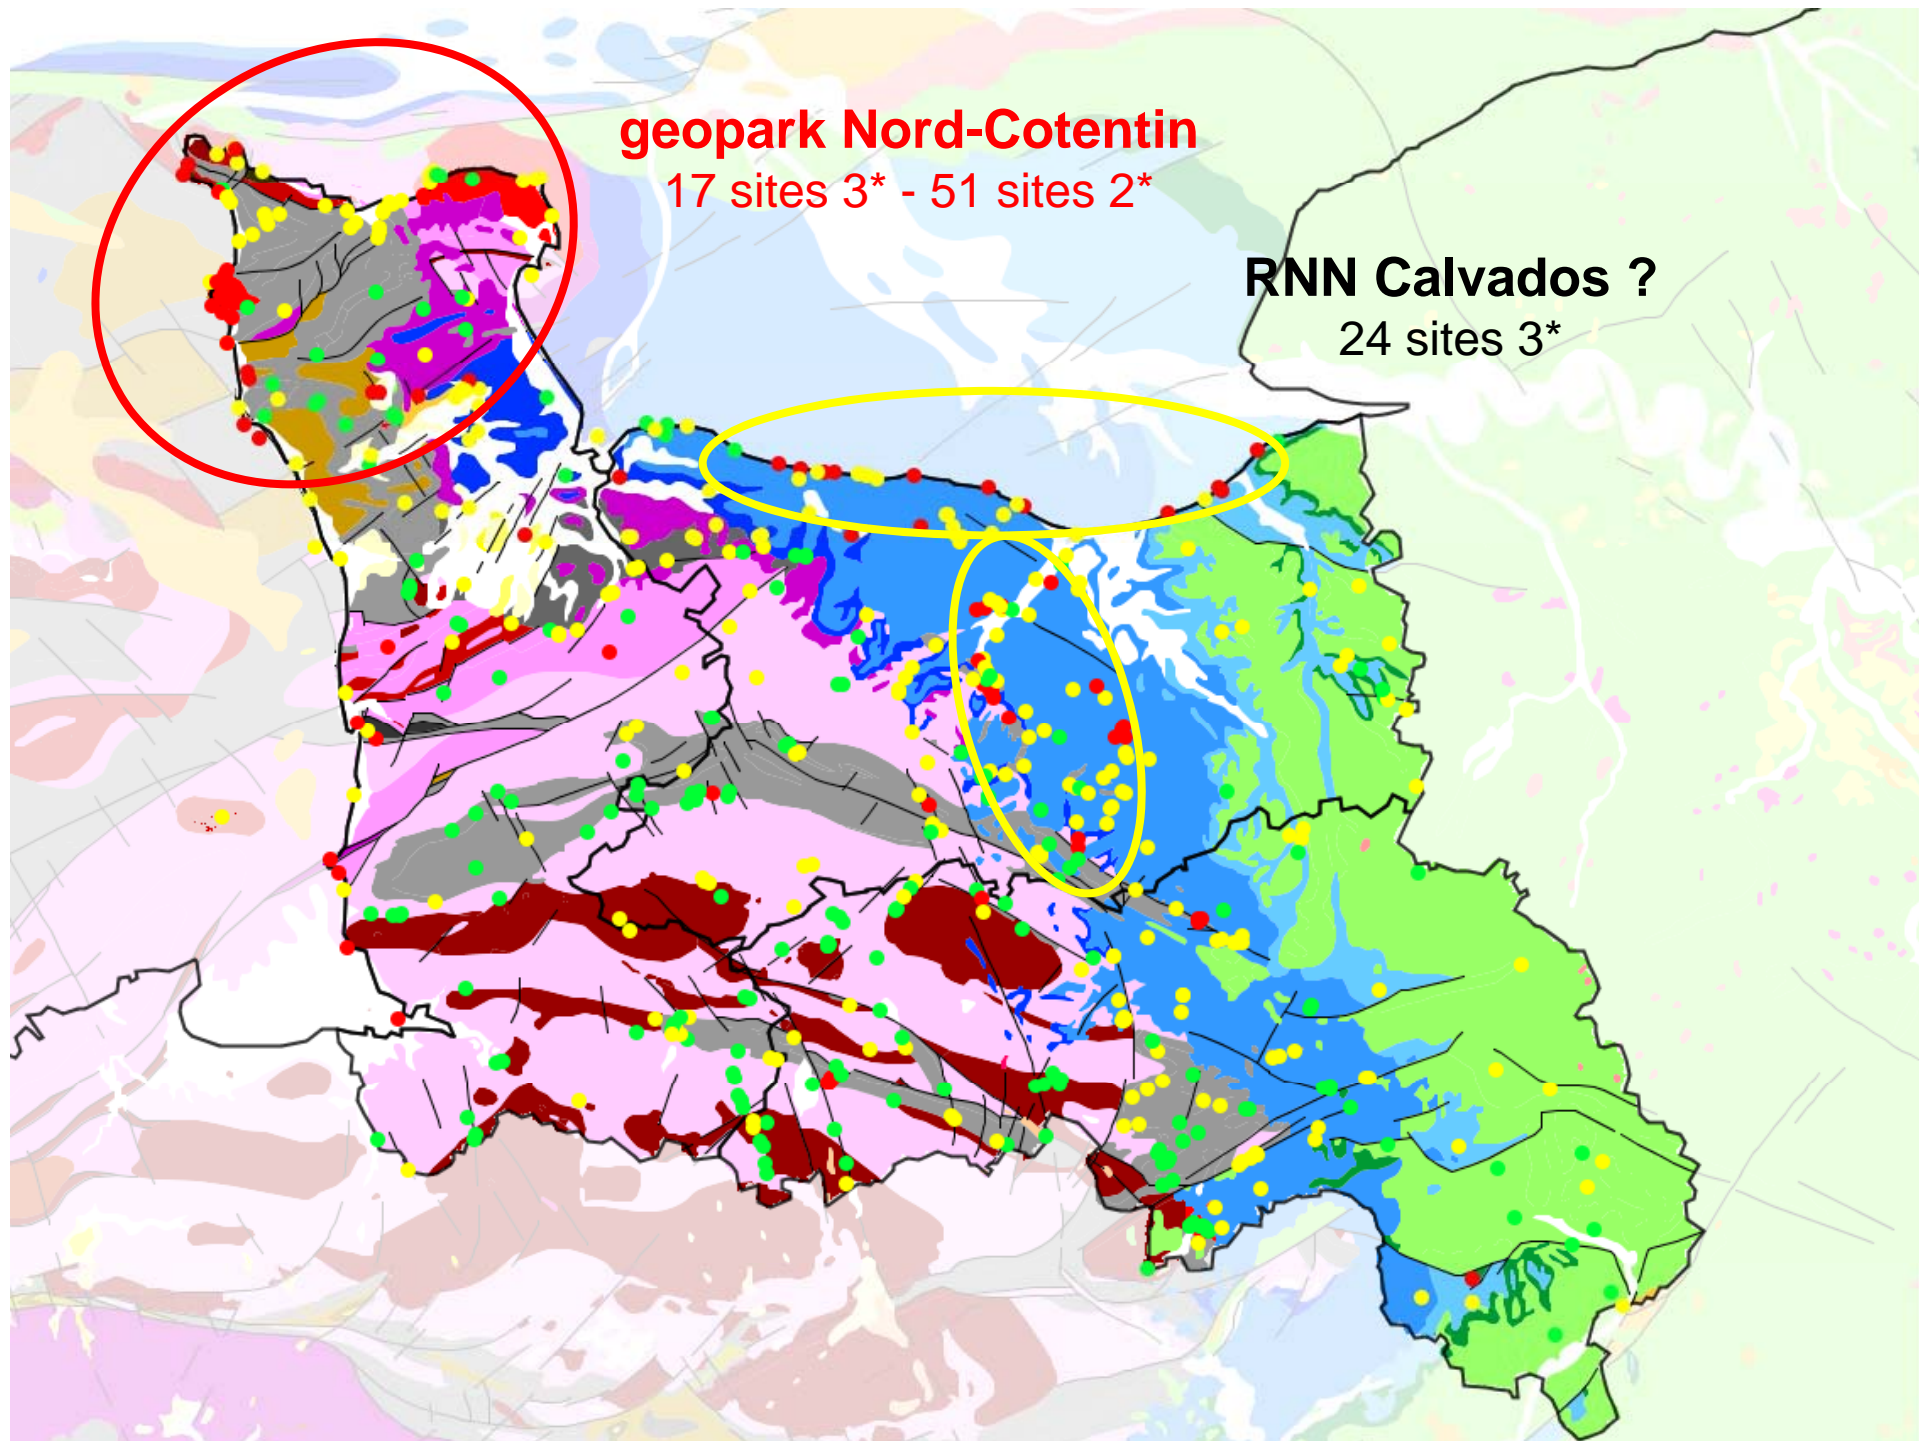 geopark Nord-Cotentin
17 sites 3* - 51 sites 2*
RNN Calvados ?
24 sites 3*